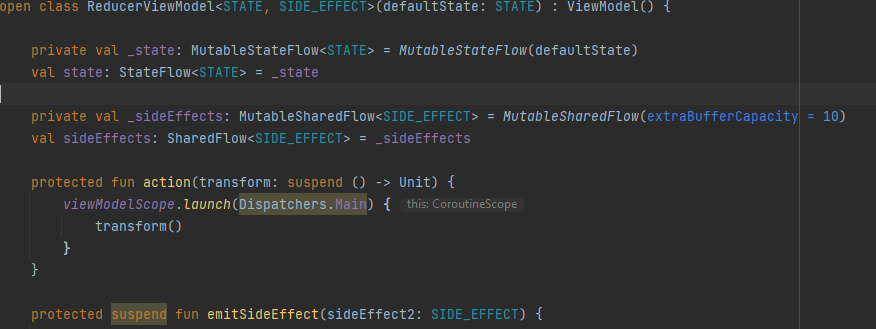 open class ReducerViewModel<STATE, SIDE_EFFECT>(defaultState: STATE) : ViewModel() {
private val _state: MutableStateFlow<STATE> = MutableStateFlow(defaultState)
val state: StateFlow<STATE> = _state
private val _sideEffects: MutableSharedFlow<SIDE_EFFECT> = MutableSharedFlow(extraBufferCapacity = 10)
val sideEffects: SharedFlow<SIDE_EFFECT> = _sideEffects
protected fun action(transform: suspend () -> Unit) {
viewModelScope.launch(Dispatchers.Main) { this: CoroutineScope
transform()
}
}
protected suspend fun emitSideEffect(sideEffect2: SIDE_EFFECT) {